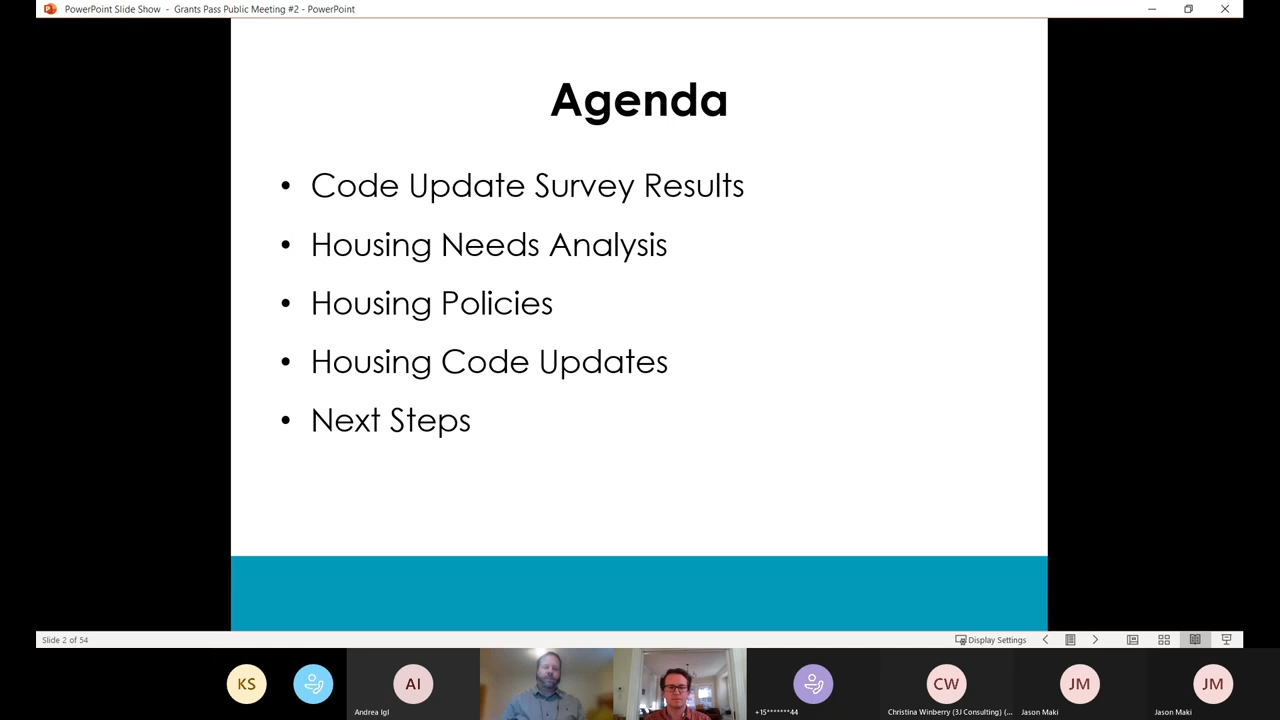 PowerPoint Slide Show - Grants Pass Public Meeting #2 - PowerPoint
Agenda
• Code Update Survey Results
• Housing Needs Analysis
• Housing Policies
• Housing Code Updates
• Next Steps
Slide 2 of 54
Display Settings
KS
AI
CW
JM
JM
Andrea Igl
+15*******44
Christina Winberry (3J Consulting) (...
Jason Maki
Jason Maki